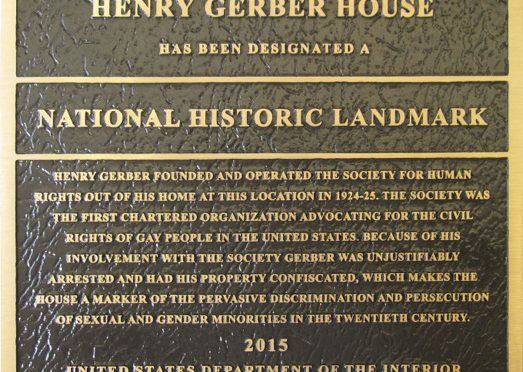 HENRY GERBER HOUSE
HAS BEEN DESIGNATED A
NATIONAL HISTORIC LANDMARK
HENRY GERBER FOUNDED AND OPERATED THE SOCIETY FOR HUMAN
RIGHTS OUT OF HIS HOME AT THIS LOCATION IN 1924-25. THE SOCIETY WAS
THE FIRST CHARTERED ORGANIZATION ADVOCATING FOR THE CIVIL
RIGHTS OF GAY PEOPLE IN THE UNITED STATES. BECAUSE OF HIS
INVOLVEMENT WITH THE SOCIETY GERBER WAS UNJUSTIFIABLY
ARRESTED AND HAD HIS PROPERTY CONFISCATED, WHICH MAKES THE
HOUSE A MARKER OF THE PERVASIVE DISCRIMINATION AND PERSECUTION
OF SEXUAL AND GENDER MINORITIES IN THE TWENTIETH CENTURY.
2015
UNITED STATES DEPARTMENT OF THE INTERIOR